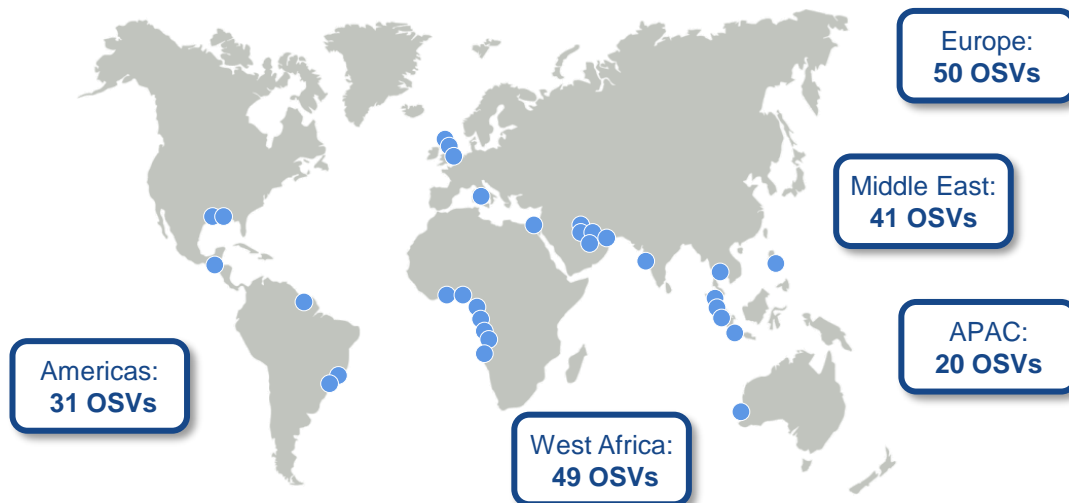 Europe:
50 OSVs
Middle East:
41 OSVs
APAC:
20 OSVs
Americas:
31 OSVs
West Africa:
49 OSVs